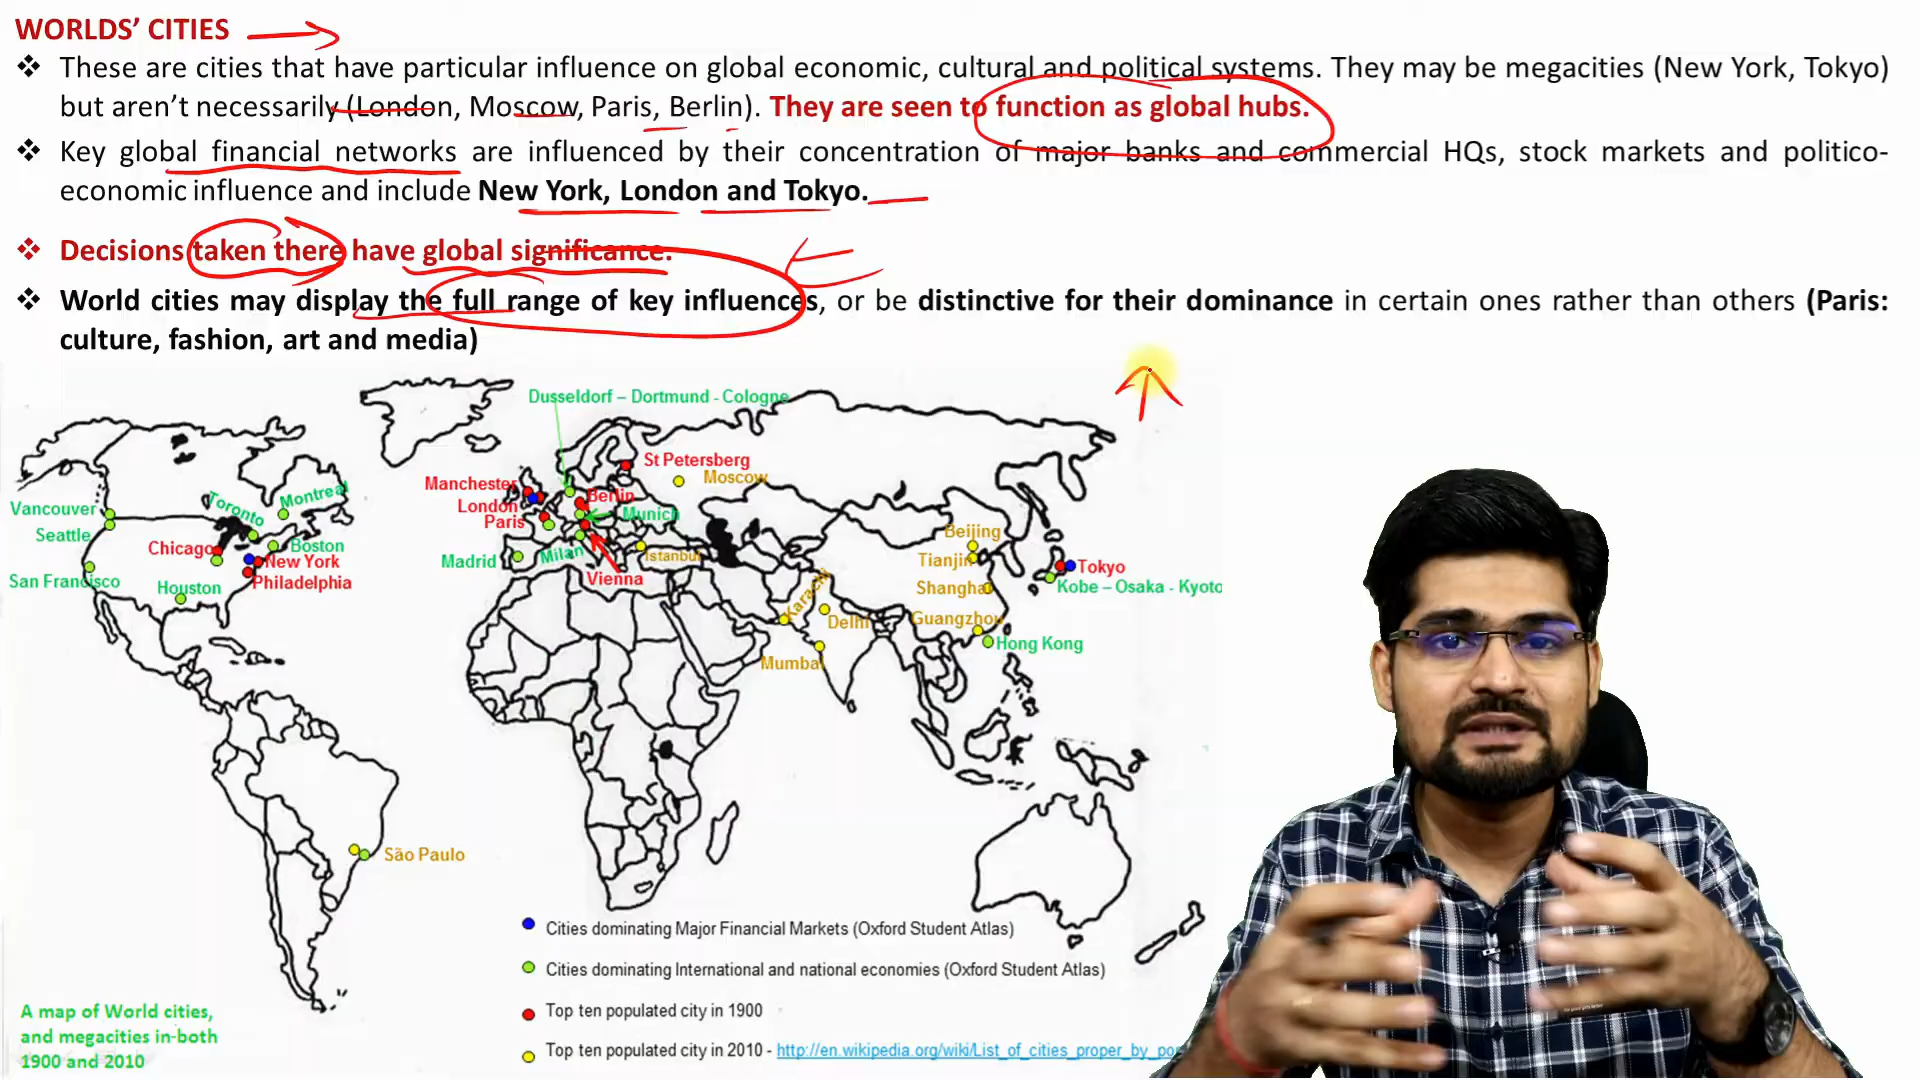 WORLDS’ CITIES
❖ These are cities that have particular influence on global economic, cultural and political systems. They may be megacities (New York, Tokyo)
but aren’t necessarily (London, Moscow, Paris, Berlin). They are seen to function as global hubs.
❖ Key global financial networks are influenced by their concentration of major banks and commercial HQs, stock markets and politico-
economic influence and include New York, London and Tokyo.
❖ Decisions taken there have global significance.
❖ World cities may display the full range of key influences, or be distinctive for their dominance in certain ones rather than others (Paris:
culture, fashion, art and media)
Dusseldorf – Dortmund - Cologne
St Petersberg
Moscow
Manchester
London
Paris
Berlin
Munich
Madrid
Milan
Istanbul
Vienna
Vancouver
Seattle
Toronto
Montreal
Chicago
Boston
New York
San Francisco
Houston
Philadelphia
Beijing
Tianjin
Tokyo
Shanghai
Kobe – Osaka - Kyoto
Karachi
Delhi
Guangzhou
Hong Kong
Mumbai
São Paulo
Cities dominating Major Financial Markets (Oxford Student Atlas)
Cities dominating International and national economies (Oxford Student Atlas)
Top ten populated city in 1900
Top ten populated city in 2010 - http://en.wikipedia.org/wiki/List_of_cities_proper_by_po
A map of World cities,
and megacities in both
1900 and 2010